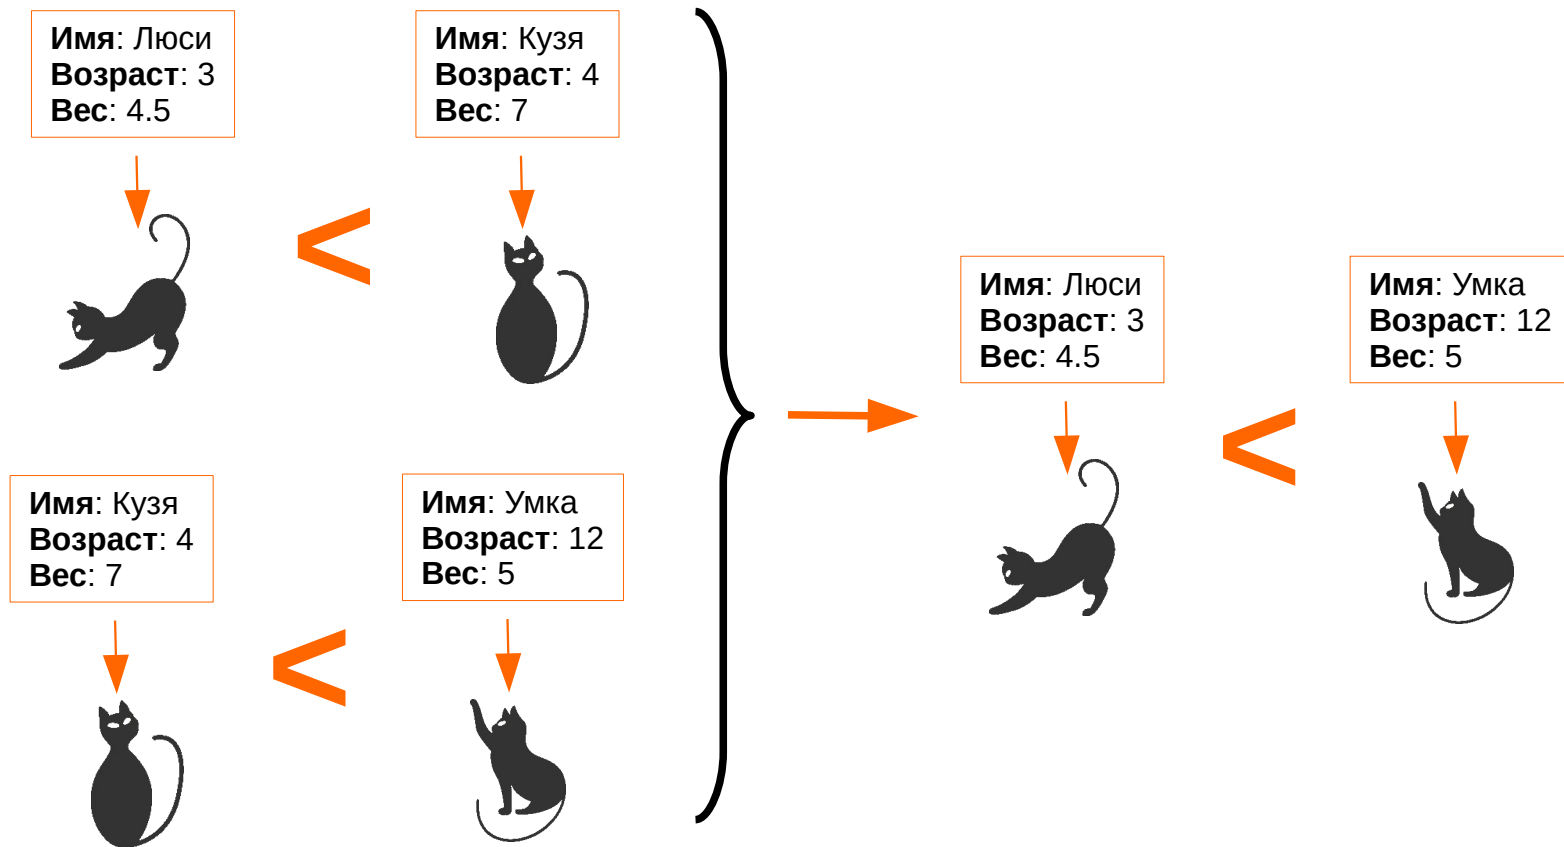 Имя: Люси
Возраст: 3
Вес: 4.5
Имя: Кузя
Возраст: 4
Вес: 7
<
Имя: Кузя
Возраст: 4
Вес: 7
Имя: Умка
Возраст: 12
Вес: 5
<
Имя: Люси
Возраст: 3
Вес: 4.5
Имя: Умка
Возраст: 12
Вес: 5
<